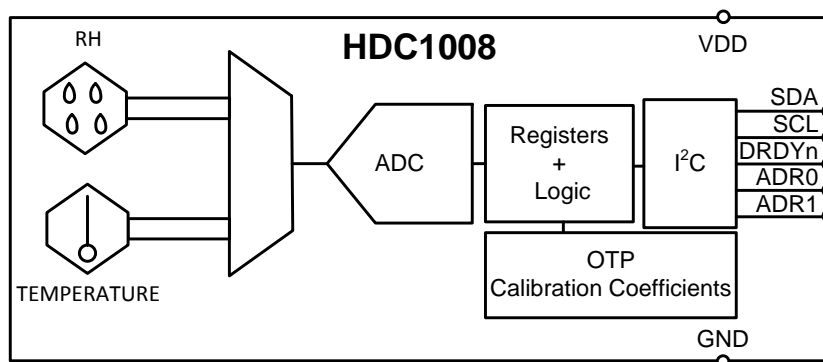 RH
HDC1008
VDD
SDA
SCL
DRDYn
ADR0
ADR1
Registers
+
Logic
ADC
I²C
TEMPERATURE
OTP
Calibration Coefficients
GND